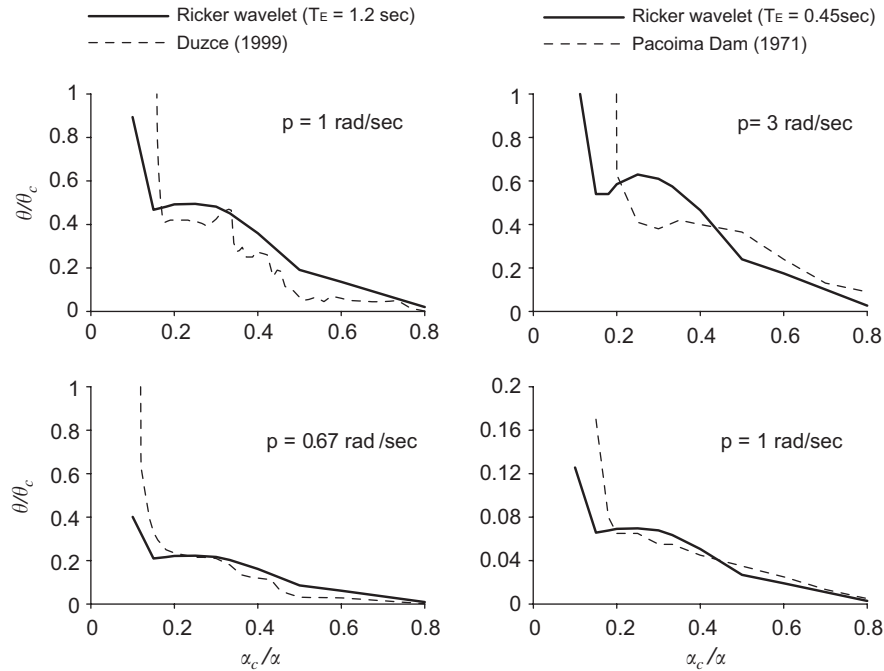 Ricker wavelet (TE = 1.2 sec)
Duzce (1999)
Ricker wavelet (TE = 0.45sec)
Pacoima Dam (1971)
1
0.8
0.6
0.4
0.2
0
θ/θc
p = 1 rad/sec
0 0.2 0.4 0.6 0.8
1
0.8
0.6
0.4
0.2
0
p= 3 rad/sec
0 0.2 0.4 0.6 0.8
1
0.8
0.6
0.4
0.2
0
θ/θc
p = 0.67 rad /sec
0 0.2 0.4 0.6 0.8
αc/α
0.2
0.16
0.12
0.08
0.04
0
p = 1 rad/sec
0 0.2 0.4 0.6 0.8
αc/α